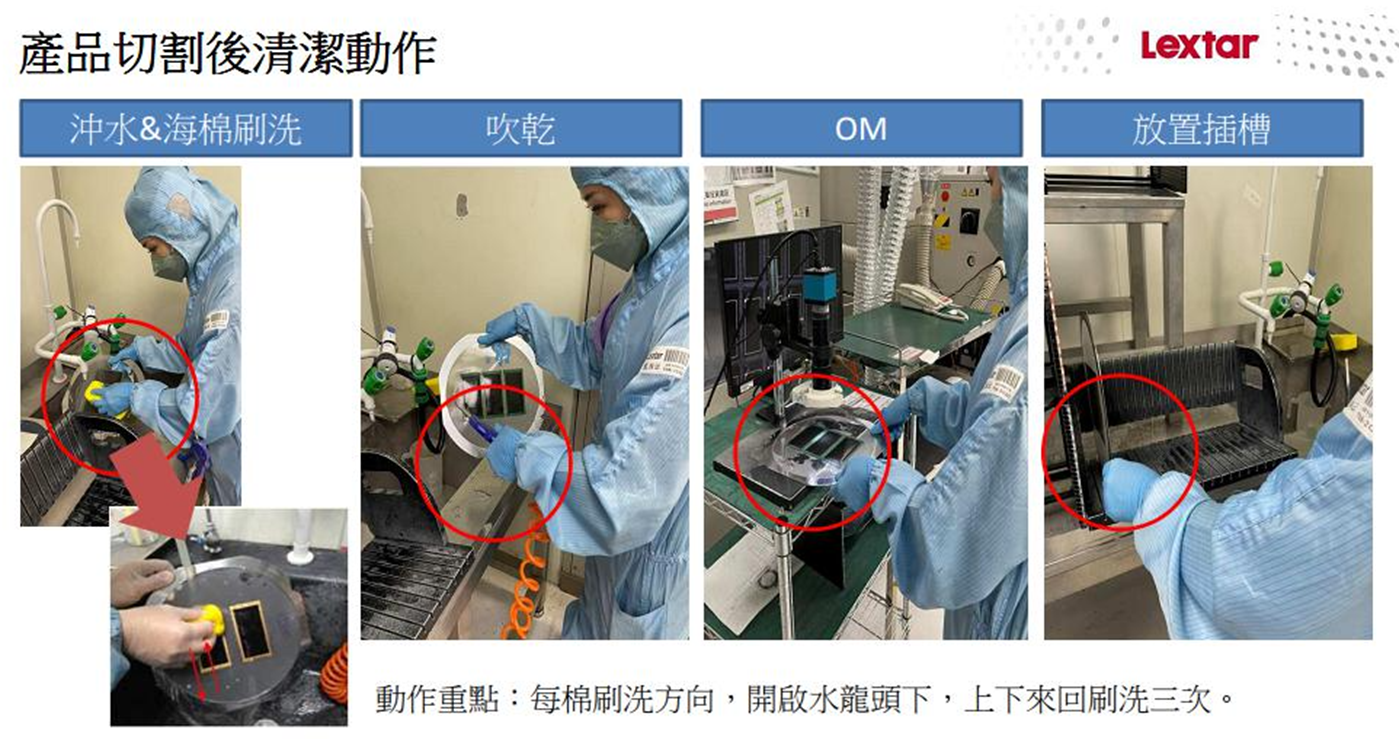 產品切割後清潔動作
Lextar
沖水&海棉刷洗
吹乾
OM
放置插槽
Lextar
動作重點：每棉刷洗方向，開啟水龍頭下，上下來回刷洗三次。